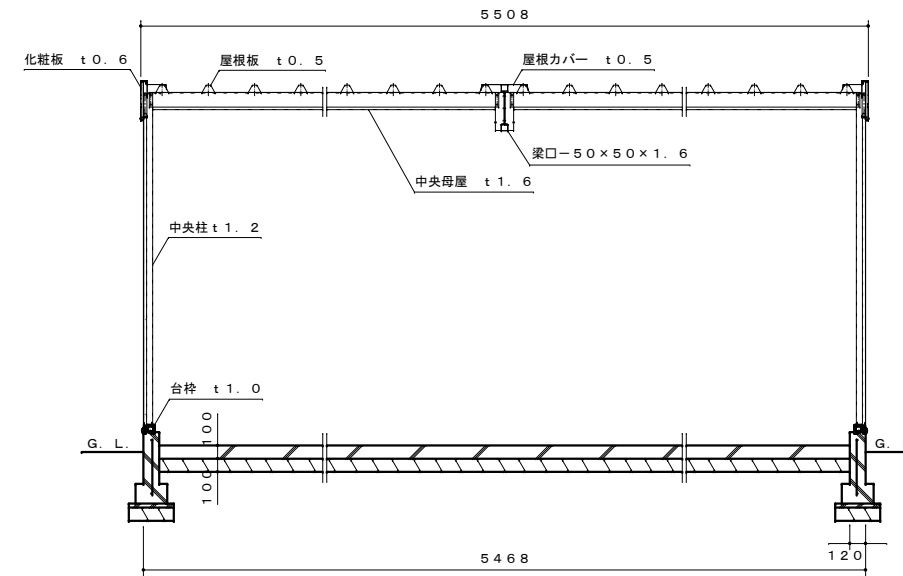 5508
化粧板 t0.6
屋根板 t0.5
屋根カバー t0.5
梁口-50×50×1.6
中央母屋 t1.6
中央柱t1.2
台枠 t1.0
G. L.
100
100
G.
120
5468